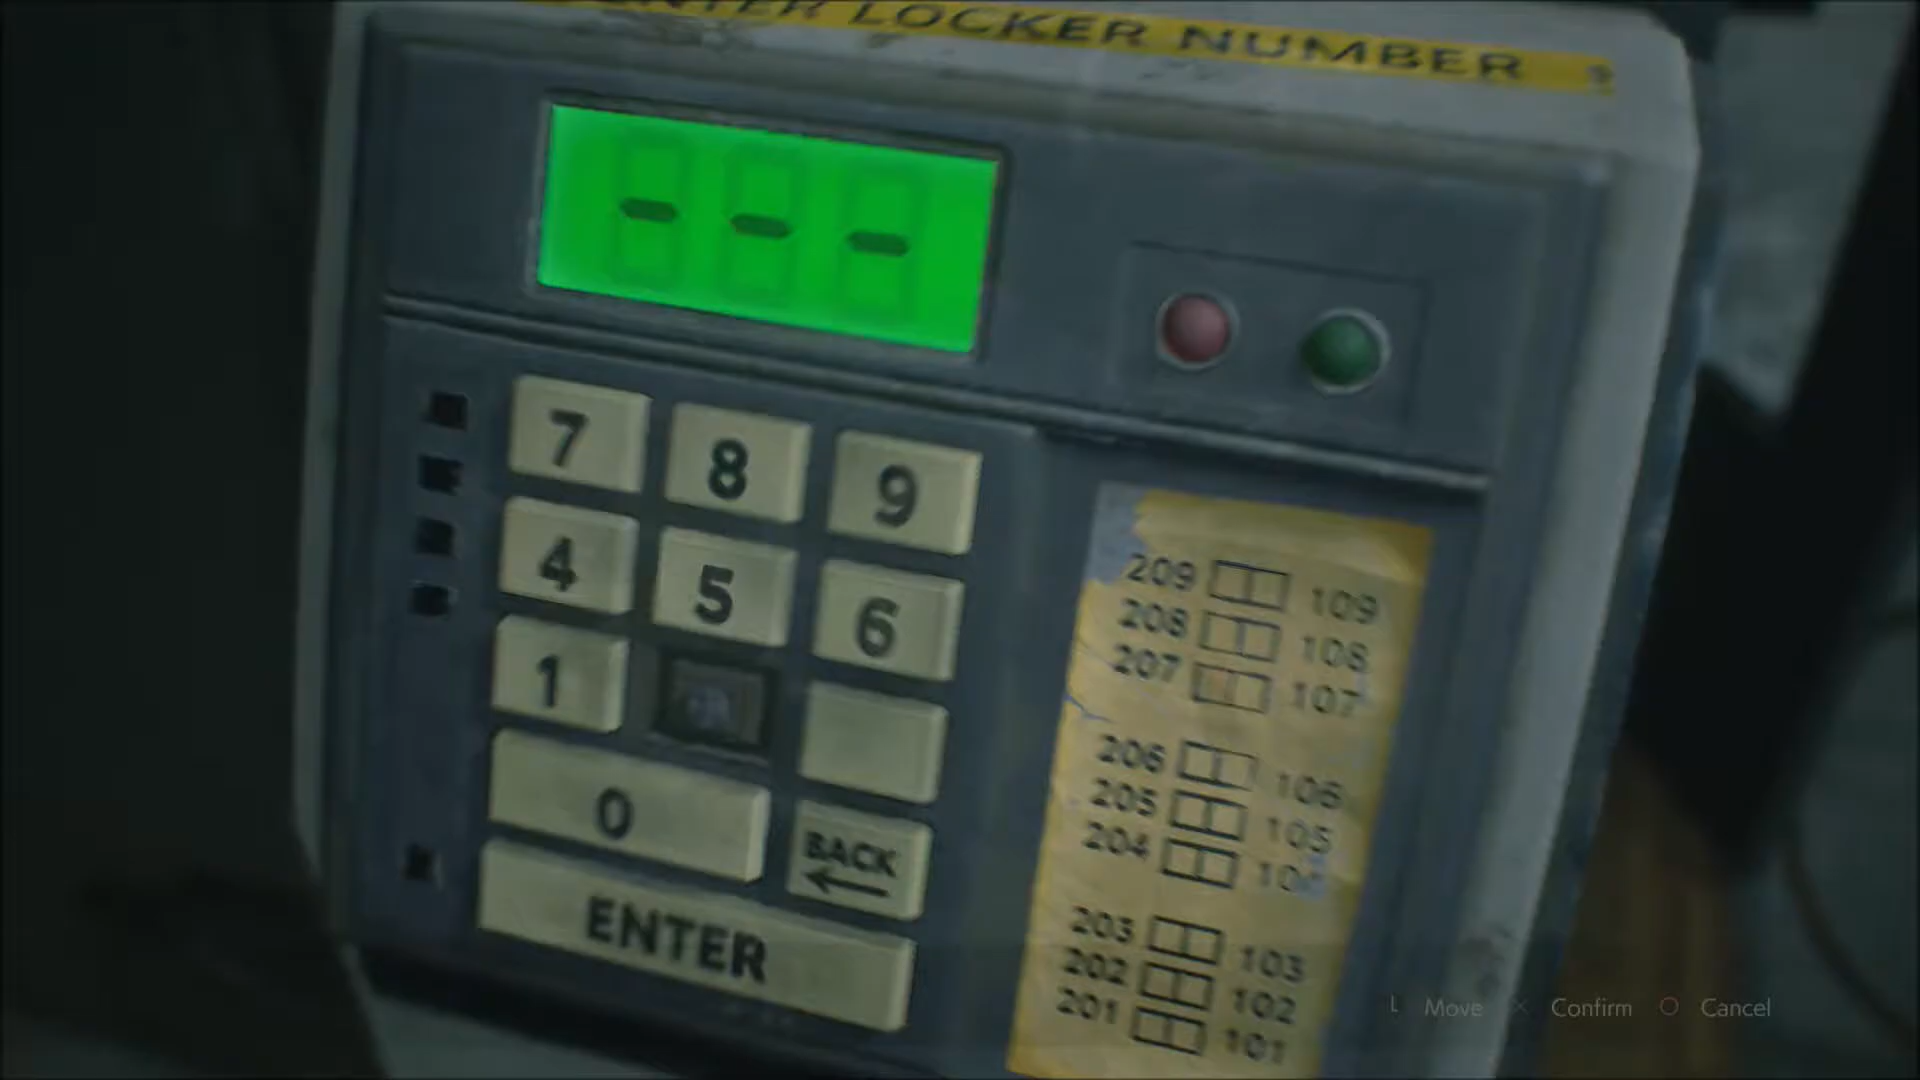 ENTER LOCKER NUMBER
- - -
7 8 9
4 5 6
1
0 BACK
ENTER
209 109
208 108
207 107
206 106
205 105
204
203 103
202 102
201 101
L Move X Confirm O Cancel